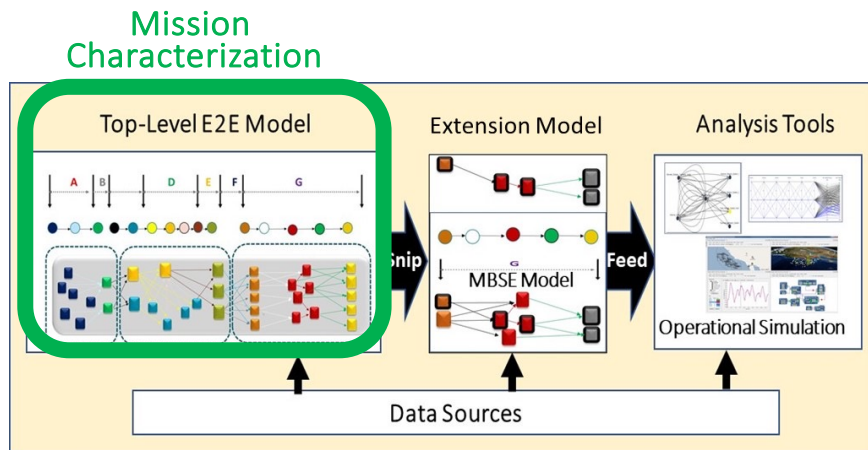 Mission
Characterization
Top-Level E2E Model
Extension Model
Analysis Tools
A B D E F G
Snip
G
MBSE Model
Feed
Operational Simulation
Data Sources